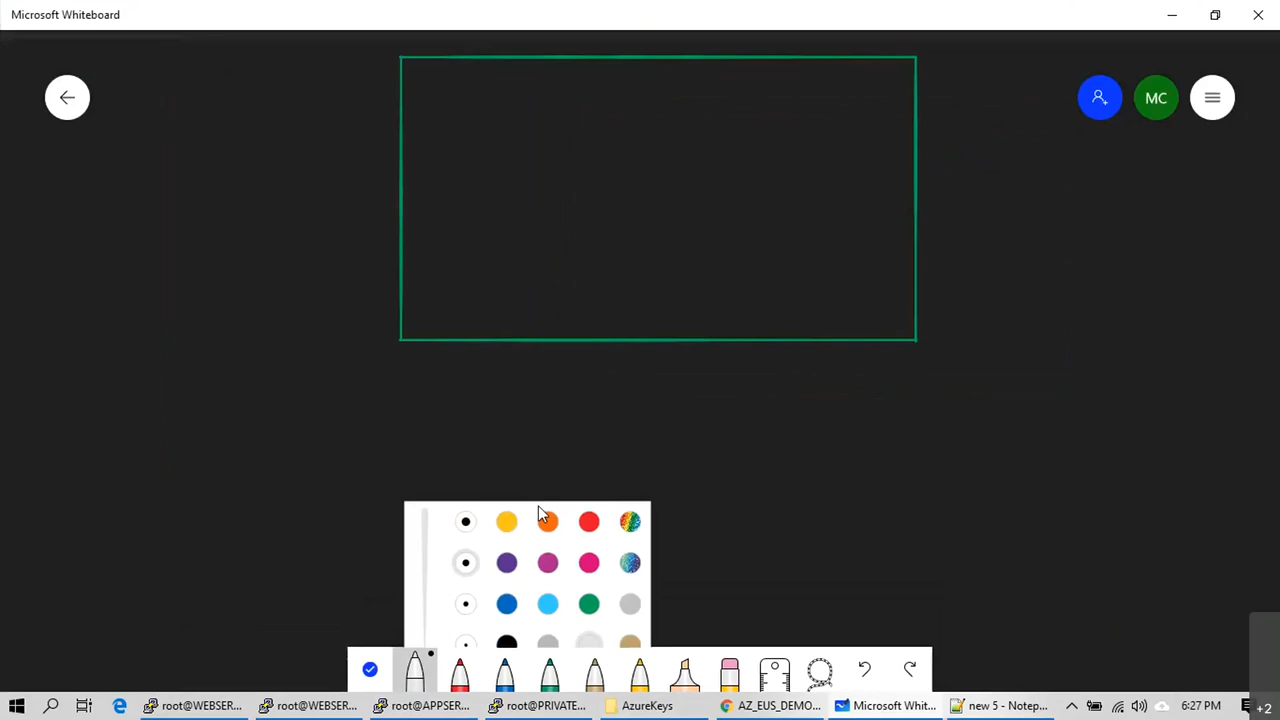 Microsoft Whiteboard
MC
root@WEBSER...
root@WEBSER...
root@APPSER...
root@PRIVATE...
AzureKeys
AZ_EUS_DEMO...
Microsoft Whit...
new 5 - Notep...
6:27 PM
+2